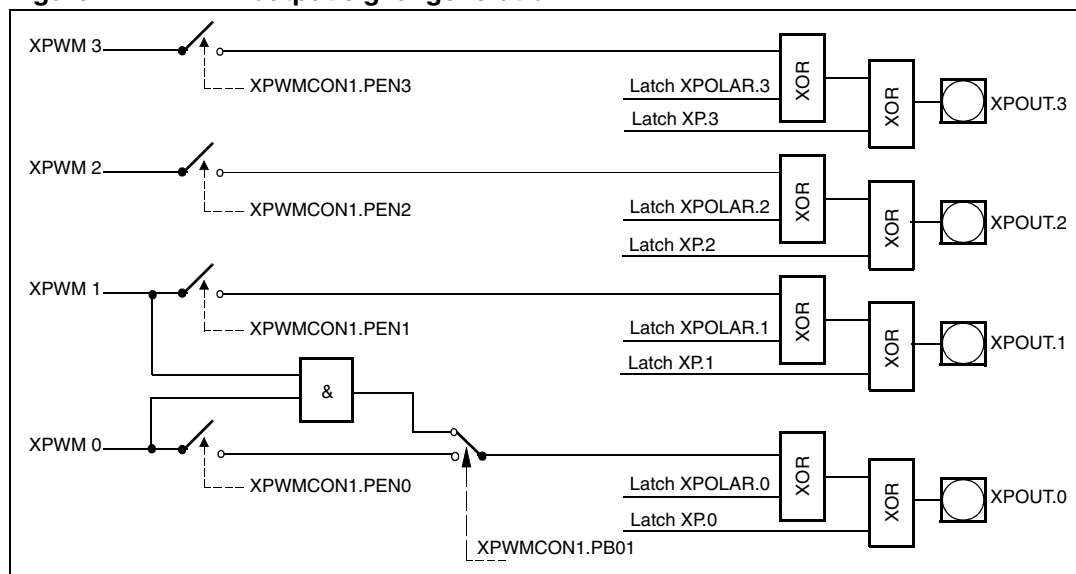 XPWM 3
XPWMCON1.PEN3
Latch XPOLAR.3
Latch XP.3
XOR
XOR
XPOUT.3
XPWM 2
XPWMCON1.PEN2
Latch XPOLAR.2
Latch XP.2
XOR
XOR
XPOUT.2
XPWM 1
XPWMCON1.PEN1
Latch XPOLAR.1
Latch XP.1
XOR
XOR
XPOUT.1
&
XPWM 0
XPWMCON1.PEN0
Latch XPOLAR.0
Latch XP.0
XOR
XOR
XPOUT.0
XPWMCON1.PB01